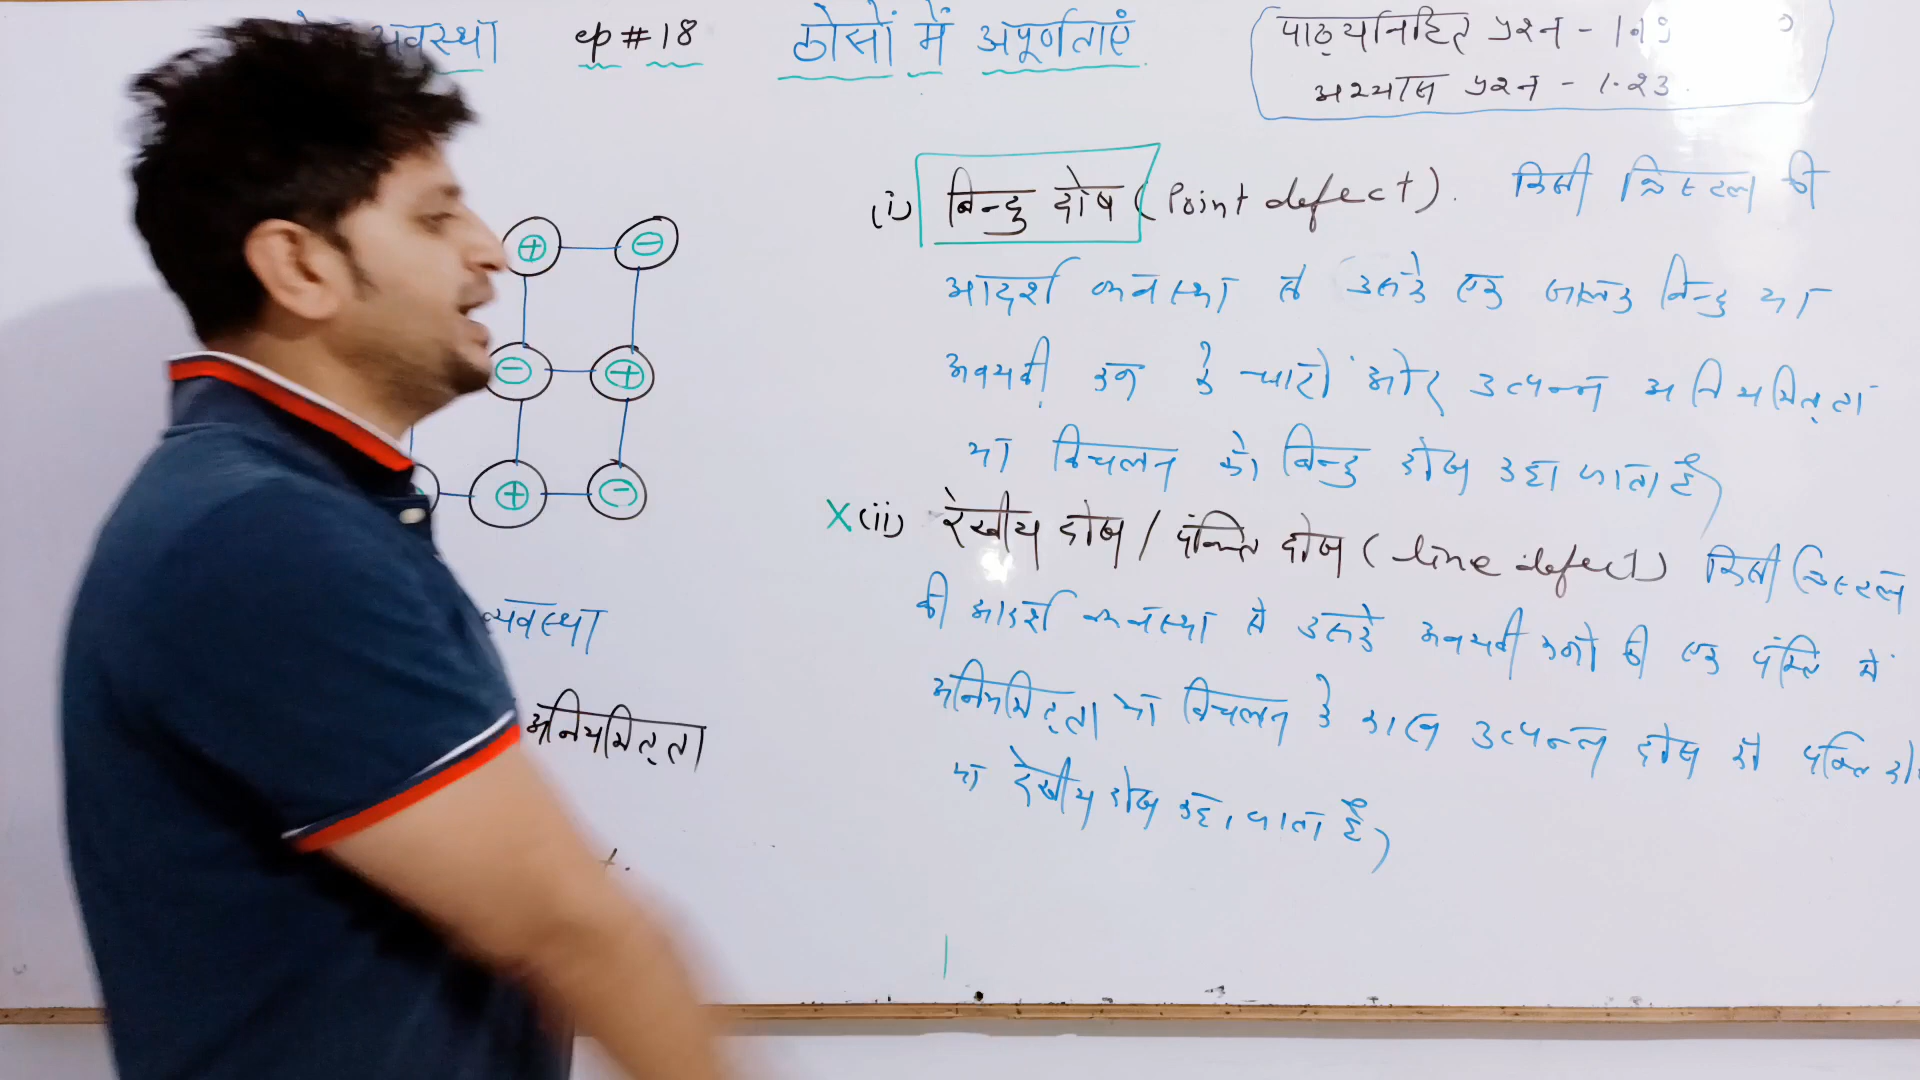 अवस्था ep # 18 ठोसों में अपूर्णताएं
पाठ्यनिहित प्रश्न -
अभ्यास प्रश्न - 1.23
(i) बिन्दु दोष (Point defect). किसी क्रिस्टल की
आदर्श व्यवस्था से उसके एक जालक बिन्दु या
अवयवी कण के चारों ओर उत्पन्न अनियमितता
या विचलन को बिन्दु दोष कहा जाता है
X (ii) रेखीय दोष / पंक्ति दोष (line defect) किसी क्रिस्टल
की आदर्श व्यवस्था से उसके अवयवी कणों की एक पंक्ति में
अनियमितता या विचलन के कारण उत्पन्न दोष को पंक्ति
या रेखीय दोष कहा जाता है
+ −
− +
+ −
व्यवस्था
अनियमितता